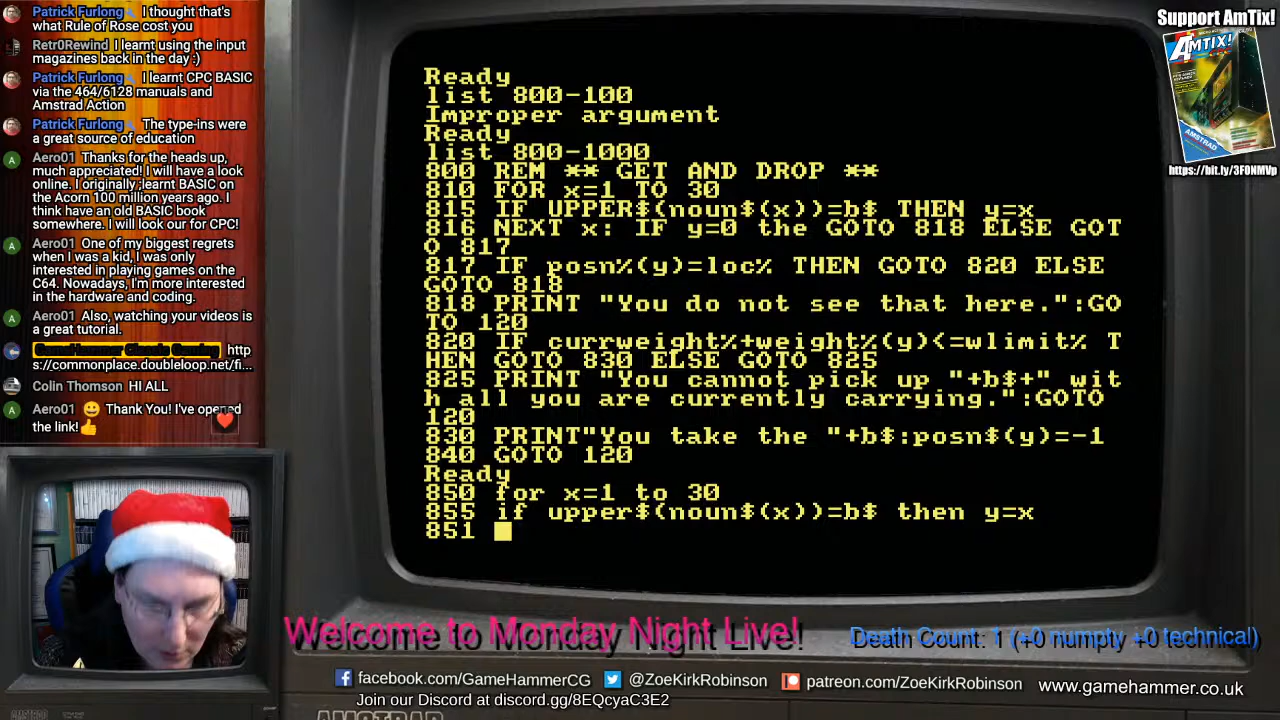 Patrick Furlong I thought that's
what Rule of Rose cost you
Retr0Rewind I learnt using the input
magazines back in the day :)
Patrick Furlong I learnt CPC BASIC
via the 464/6128 manuals and
Amstrad Action
Patrick Furlong The type-ins were
a great source of education
Aero01 Thanks for the heads up,
much appreciated! I will have a look
online. I originally ;learnt BASIC on
the Acorn 100 million years ago. I
think have an old BASIC book
somewhere. I will look our for CPC!
Aero01 One of my biggest regrets
when I was a kid, I was only
interested in playing games on the
C64. Nowadays, I'm more interested
in the hardware and coding.
Aero01 Also, watching your videos is
a great tutorial.
GameHammer Classic Gaming http
s://commonplace.doubleloop.net/fi...
Colin Thomson HI ALL
Aero01 😀 Thank You! I've opened
the link!👍
Ready
list 800-100
Improper argument
Ready
list 800-1000
800 REM ** GET AND DROP **
810 FOR x=1 TO 30
815 IF UPPER$(noun$(x))=b$ THEN y=x
816 NEXT x: IF y=0 the GOTO 818 ELSE GOT
O 817
817 IF posn%(y)=loc% THEN GOTO 820 ELSE
GOTO 818
818 PRINT "You do not see that here.":GO
TO 120
820 IF currweight%+weight%(y)<=wlimit% T
HEN GOTO 830 ELSE GOTO 825
825 PRINT "You cannot pick up "+b$+" wit
h all you are currently carrying.":GOTO
120
830 PRINT"You take the "+b$:posn$(y)=-1
840 GOTO 120
Ready
850 for x=1 to 30
855 if upper$(noun$(x))=b$ then y=x
851
Support AmTix!
AMTIX!
AMSTRAD
https://bit.ly/3FONMVp
Welcome to Monday Night Live!
Death Count: 1 (+0 numpty +0 technical)
facebook.com/GameHammerCG
@ZoeKirkRobinson
patreon.com/ZoeKirkRobinson
www.gamehammer.co.uk
Join our Discord at discord.gg/8EQcyaC3E2
AMSTRAD